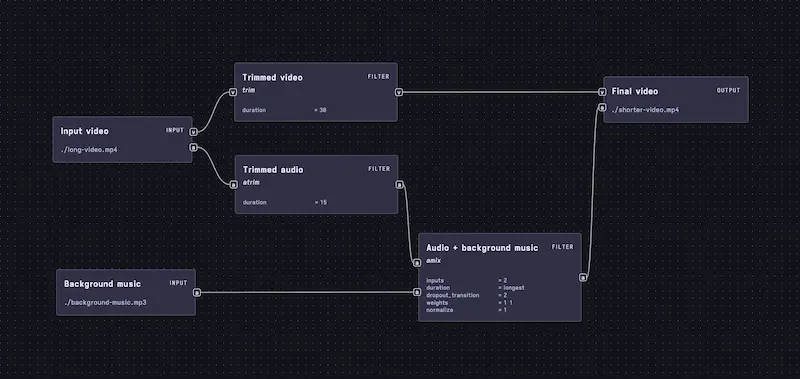 Trimmed video FILTER
trim
v v
duration = 30
Final video OUTPUT
v
a
./shorter-video.mp4
Input video INPUT
v
a
./long-video.mp4
Trimmed audio FILTER
atrim
a a
duration = 15
Audio + background music FILTER
amix
a
inputs = 2
duration = longest
dropout_transition = 2
weights = 1 1
normalize = 1
a
a
Background music INPUT
./background-music.mp3
a